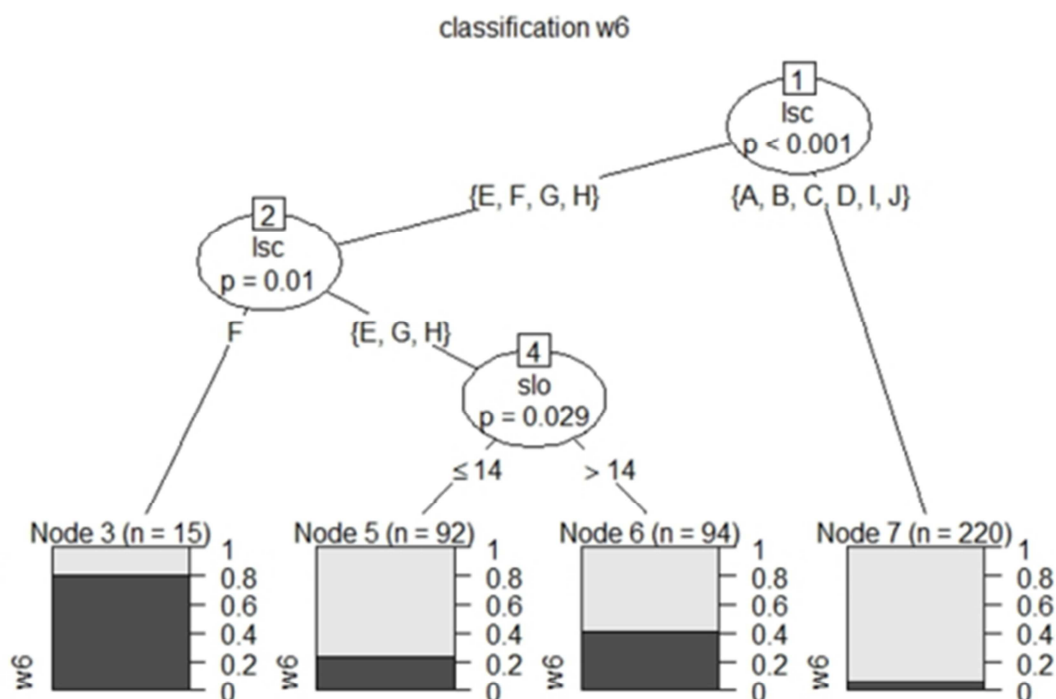 classification w6
1
lsc
p < 0.001
{E, F, G, H}
{A, B, C, D, I, J}
2
lsc
p = 0.01
F
{E, G, H}
4
slo
p = 0.029
≤ 14
> 14
Node 3 (n = 15)
Node 5 (n = 92)
Node 6 (n = 94)
Node 7 (n = 220)
w6
1
0.8
0.6
0.4
0.2
0
w6
1
0.8
0.6
0.4
0.2
0
w6
1
0.8
0.6
0.4
0.2
0
w6
1
0.8
0.6
0.4
0.2
0